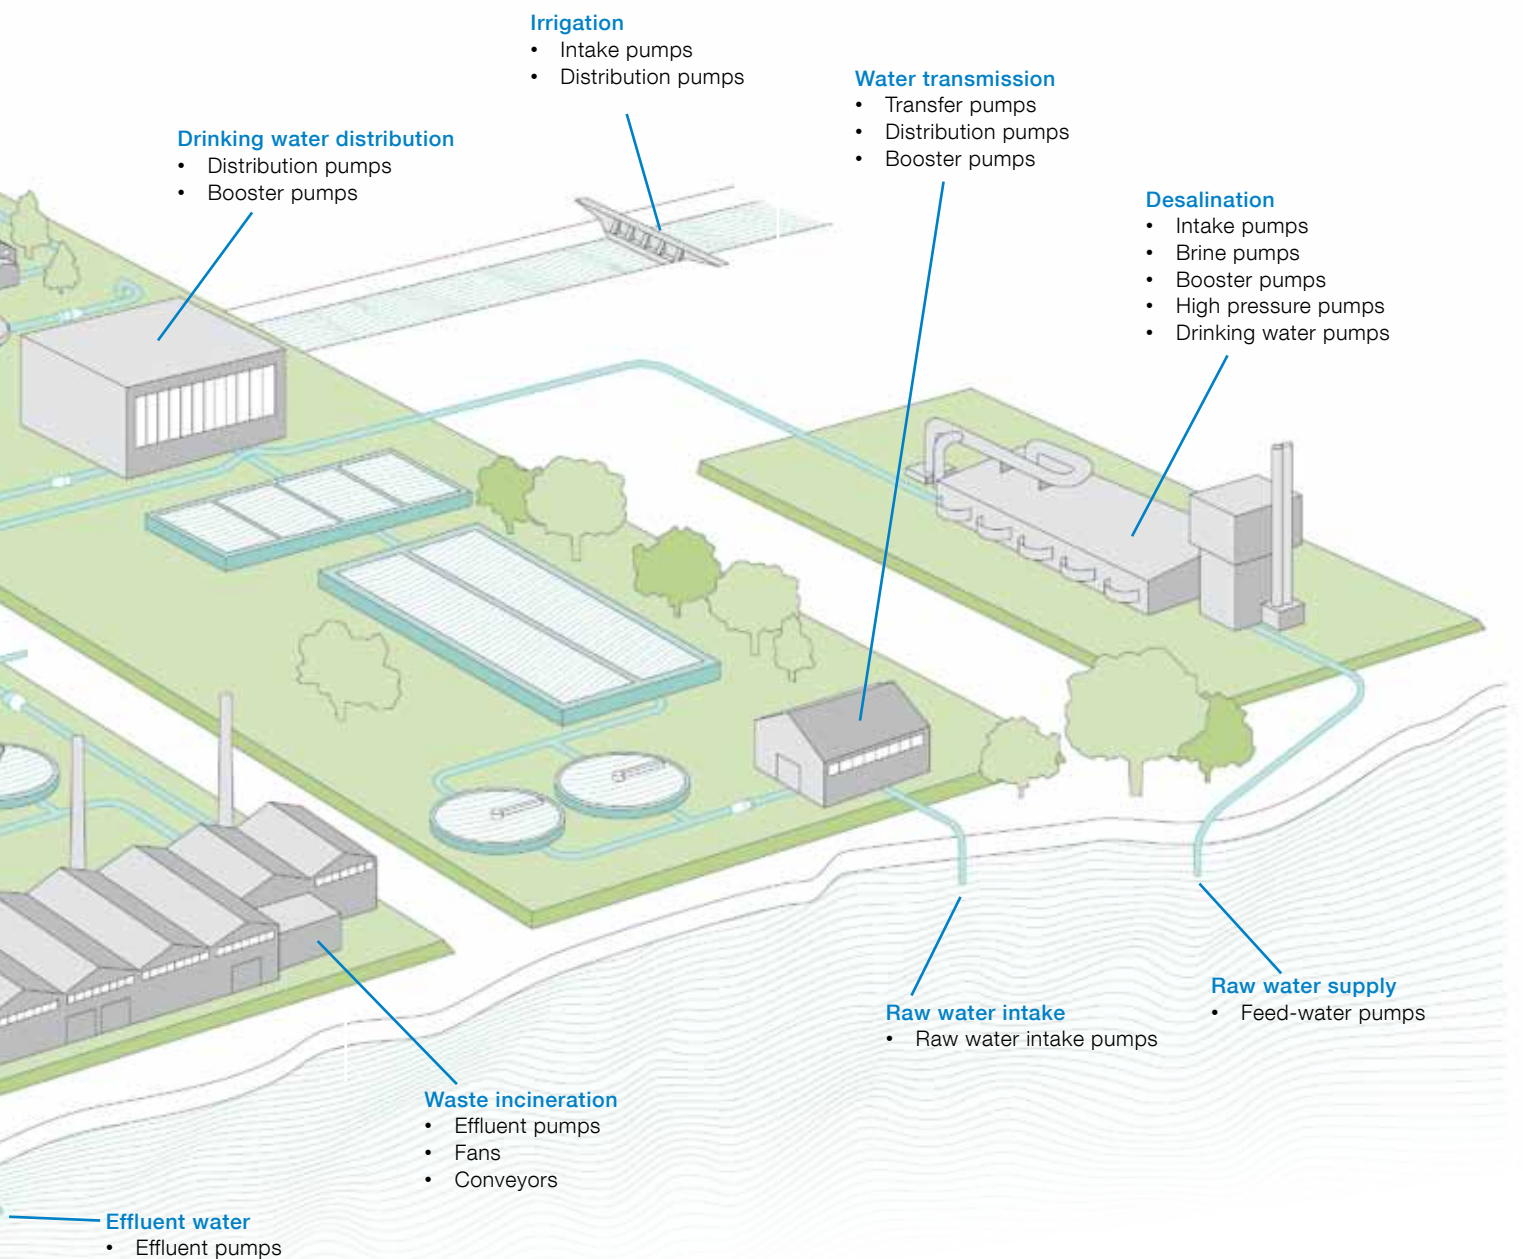 Irrigation
• Intake pumps
• Distribution pumps
Water transmission
• Transfer pumps
• Distribution pumps
• Booster pumps
Drinking water distribution
• Distribution pumps
• Booster pumps
Desalination
• Intake pumps
• Brine pumps
• Booster pumps
• High pressure pumps
• Drinking water pumps
Raw water supply
• Feed-water pumps
Raw water intake
• Raw water intake pumps
Waste incineration
• Effluent pumps
• Fans
• Conveyors
Effluent water
• Effluent pumps